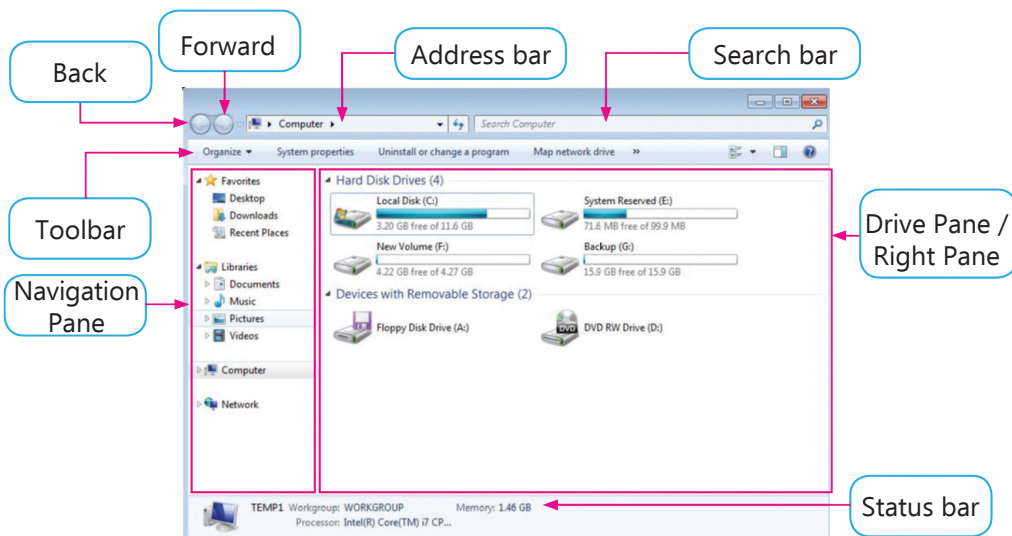 Forward
Address bar
Search bar
Back
Computer
Search Computer
Organize
System properties
Uninstall or change a program
Map network drive
»
Toolbar
Navigation
Pane
Favorites
Desktop
Downloads
Recent Places
Libraries
Documents
Music
Pictures
Videos
Computer
Network
Hard Disk Drives (4)
Local Disk (C:)
3.20 GB free of 11.6 GB
System Reserved (E:)
71.6 MB free of 99.9 MB
New Volume (F:)
4.22 GB free of 4.27 GB
Backup (G:)
15.9 GB free of 15.9 GB
Devices with Removable Storage (2)
Floppy Disk Drive (A:)
DVD
DVD RW Drive (D:)
Drive Pane /
Right Pane
TEMP1 Workgroup: WORKGROUP Memory: 1.46 GB
Processor: Intel(R) Core(TM) i7 CP...
Status bar